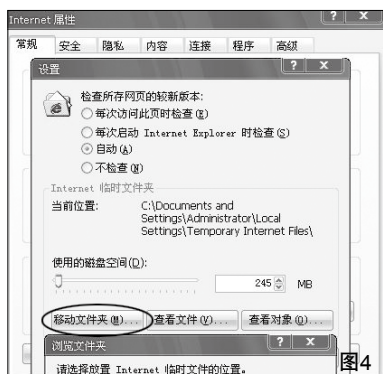 Internet 属性
常规 安全 隐私 内容 连接 程序 高级
设置
检查所存网页的较新版本:
每次访问此页时检查(E)
每次启动 Internet Explorer 时检查(S)
自动(A)
不检查(N)
Internet 临时文件夹
当前位置: C:\Documents and
Settings\Administrator\Local
Settings\Temporary Internet Files\
使用的磁盘空间(D):
245 MB
移动文件夹(M)... 查看文件(V)... 查看对象(O)...
浏览文件夹
请选择放置 Internet 临时文件的位置。
图4